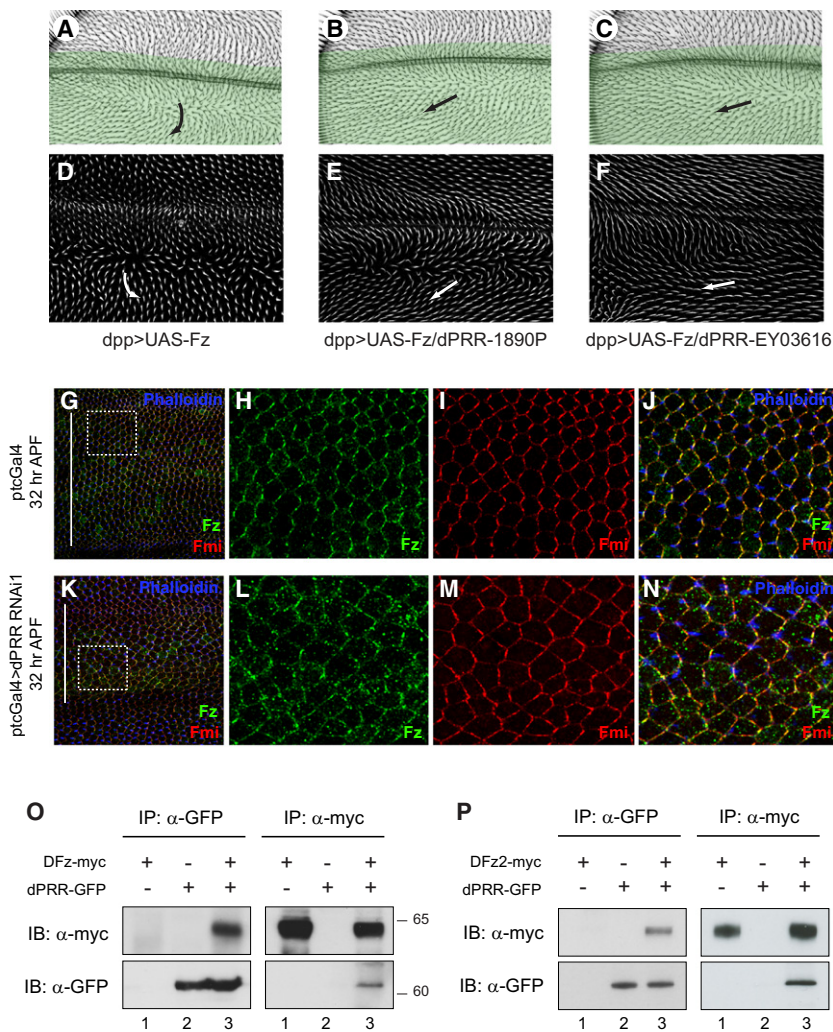 A B C
D E F
dpp>UAS-Fz dpp>UAS-Fz/dPRR-1890P dpp>UAS-Fz/dPRR-EY03616
ptcGal4
32 hr APF
G Phalloidin Fz Fmi
H Fz
I Fmi
J Phalloidin Fz Fmi
ptcGal4>dPRR RNAi1
32 hr APF
K Phalloidin Fz Fmi
L Fz
M Fmi
N Phalloidin Fz Fmi
O
IP: α-GFP IP: α-myc
DFz-myc + - + + - +
dPRR-GFP - + + - + +
IB: α-myc 65
IB: α-GFP 60
1 2 3 1 2 3
P
IP: α-GFP IP: α-myc
DFz2-myc + - + + - +
dPRR-GFP - + + - + +
IB: α-myc
IB: α-GFP
1 2 3 1 2 3